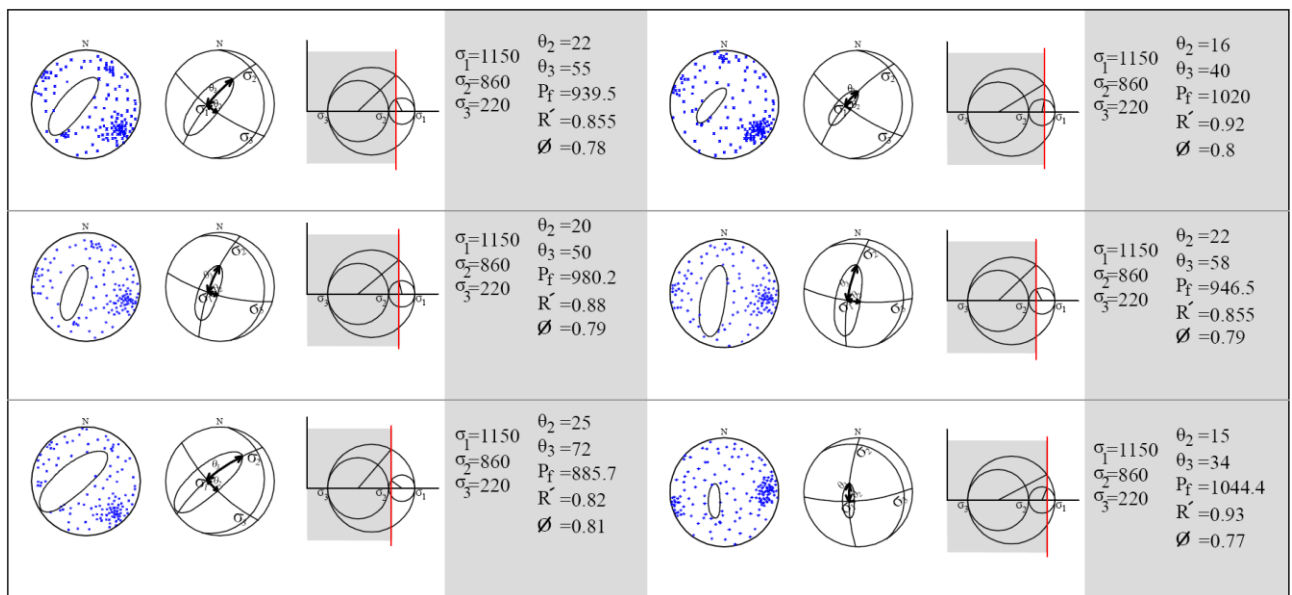 N
N
σ2
θ3
θ2
σ1
σ3
σ3
σ2
σ1
σ1=1150
σ2=860
σ3=220
θ2 =22
θ3 =55
Pf =939.5
R´ =0.855
Ø =0.78
N
N
σ2
σ1
σ3
σ3
σ2
σ1
σ1=1150
σ2=860
σ3=220
θ2 =16
θ3 =40
Pf =1020
R´ =0.92
Ø =0.8
N
N
σ2
σ3
σ3
σ2
σ1
σ1=1150
σ2=860
σ3=220
θ2 =20
θ3 =50
Pf =980.2
R´ =0.88
Ø =0.79
N
N
σ2
σ3
σ3
σ2
σ1
σ1=1150
σ2=860
σ3=220
θ2 =22
θ3 =58
Pf =946.5
R´ =0.855
Ø =0.79
N
N
σ2
σ3
σ3
σ2
σ1
σ1=1150
σ2=860
σ3=220
θ2 =25
θ3 =72
Pf =885.7
R´ =0.82
Ø =0.81
N
N
σ2
σ3
σ3
σ2
σ1
σ1=1150
σ2=860
σ3=220
θ2 =15
θ3 =34
Pf =1044.4
R´ =0.93
Ø =0.77